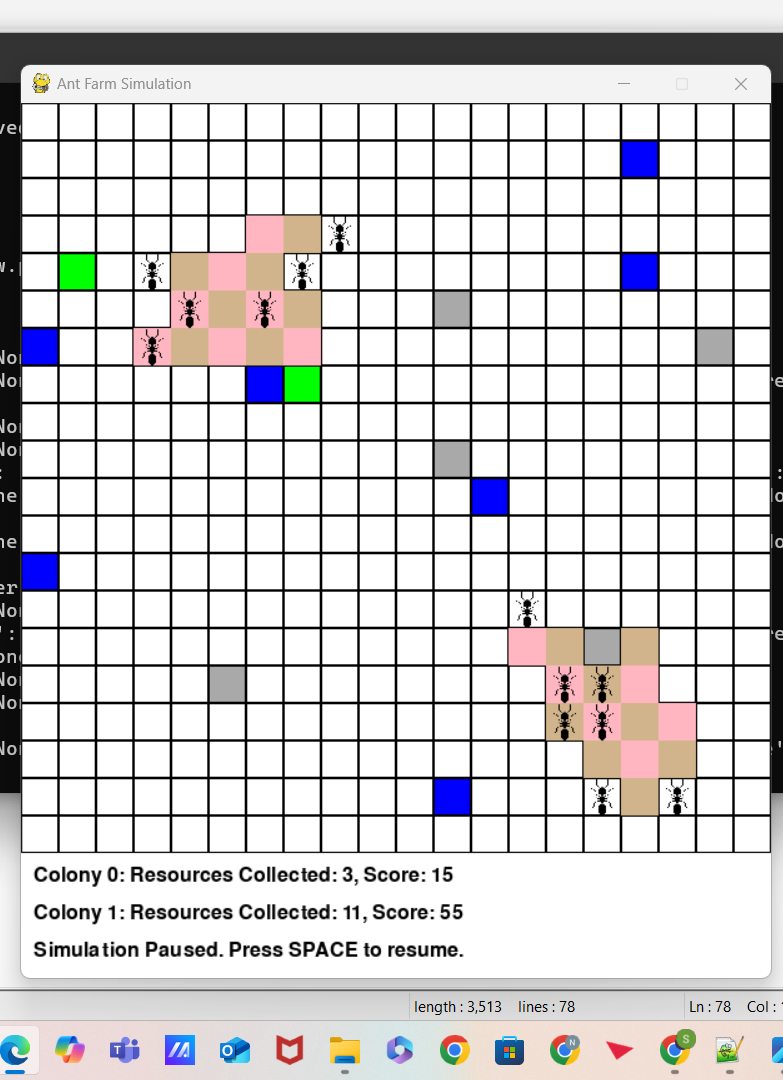 Ant Farm Simulation
Colony 0: Resources Collected: 3, Score: 15
Colony 1: Resources Collected: 11, Score: 55
Simulation Paused. Press SPACE to resume.
length : 3,513 lines : 78
Ln : 78 Col :
N
S